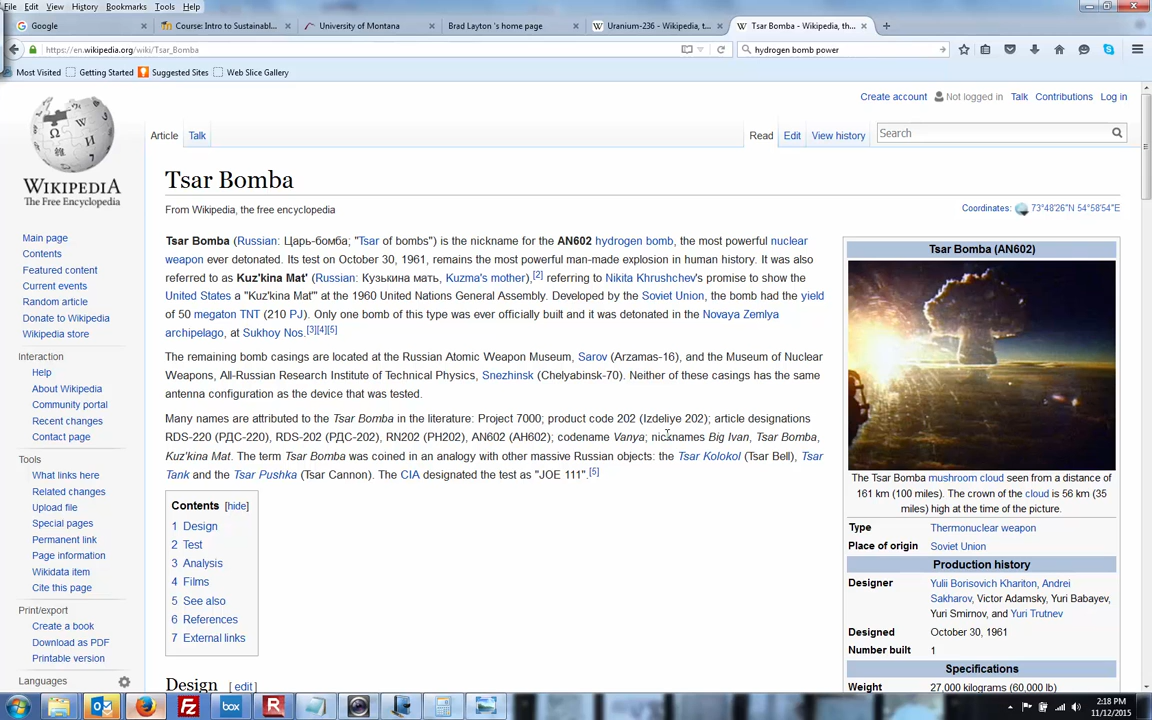 File Edit View History Bookmarks Tools Help
Google
Course: Intro to Sustainabl...
University of Montana
Brad Layton 's home page
Uranium-236 - Wikipedia, t...
Tsar Bomba - Wikipedia, th...
https://en.wikipedia.org/wiki/Tsar_Bomba
hydrogen bomb power
Most Visited Getting Started Suggested Sites Web Slice Gallery
Create account Not logged in Talk Contributions Log in
Article Talk Read Edit View history Search
WIKIPEDIA
The Free Encyclopedia
Main page
Contents
Featured content
Current events
Random article
Donate to Wikipedia
Wikipedia store
Interaction
Help
About Wikipedia
Community portal
Recent changes
Contact page
Tools
What links here
Related changes
Upload file
Special pages
Permanent link
Page information
Wikidata item
Cite this page
Print/export
Create a book
Download as PDF
Printable version
Languages
Tsar Bomba
From Wikipedia, the free encyclopedia
Coordinates: 73°48′26″N 54°58′54″E
Tsar Bomba (Russian: Царь-бомба; "Tsar of bombs") is the nickname for the AN602 hydrogen bomb, the most powerful nuclear
weapon ever detonated. Its test on October 30, 1961, remains the most powerful man-made explosion in human history. It was also
referred to as Kuz'kina Mat' (Russian: Кузькина мать, Kuzma's mother),[2] referring to Nikita Khrushchev's promise to show the
United States a "Kuz'kina Mat'" at the 1960 United Nations General Assembly. Developed by the Soviet Union, the bomb had the yield
of 50 megaton TNT (210 PJ). Only one bomb of this type was ever officially built and it was detonated in the Novaya Zemlya
archipelago, at Sukhoy Nos.[3][4][5]
The remaining bomb casings are located at the Russian Atomic Weapon Museum, Sarov (Arzamas-16), and the Museum of Nuclear
Weapons, All-Russian Research Institute of Technical Physics, Snezhinsk (Chelyabinsk-70). Neither of these casings has the same
antenna configuration as the device that was tested.
Many names are attributed to the Tsar Bomba in the literature: Project 7000; product code 202 (Izdeliye 202); article designations
RDS-220 (РДС-220), RDS-202 (РДС-202), RN202 (РН202), AN602 (АН602); codename Vanya; nicknames Big Ivan, Tsar Bomba,
Kuz'kina Mat. The term Tsar Bomba was coined in an analogy with other massive Russian objects: the Tsar Kolokol (Tsar Bell), Tsar
Tank and the Tsar Pushka (Tsar Cannon). The CIA designated the test as "JOE 111".[5]
Contents [hide]
1 Design
2 Test
3 Analysis
4 Films
5 See also
6 References
7 External links
Design [edit]
Tsar Bomba (AN602)
The Tsar Bomba mushroom cloud seen from a distance of
161 km (100 miles). The crown of the cloud is 56 km (35
miles) high at the time of the picture.
Type Thermonuclear weapon
Place of origin Soviet Union
Production history
Designer Yulii Borisovich Khariton, Andrei
Sakharov, Victor Adamsky, Yuri Babayev,
Yuri Smirnov, and Yuri Trutnev
Designed October 30, 1961
Number built 1
Specifications
Weight 27,000 kilograms (60,000 lb)
box
2:18 PM
11/12/2015